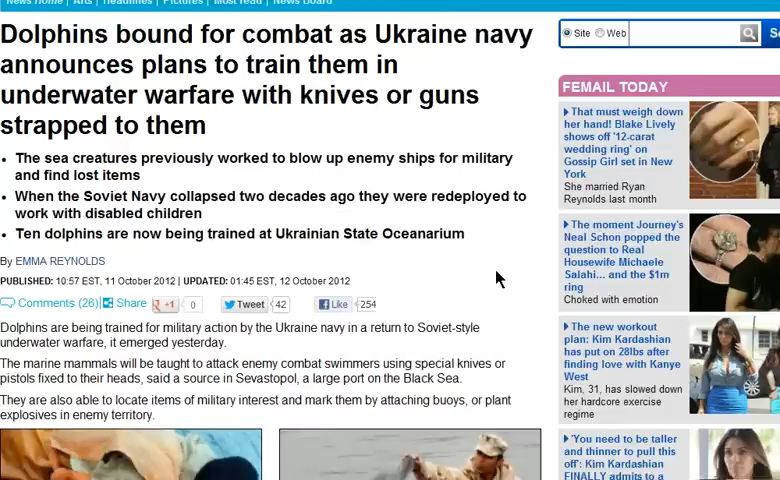 News Home | Arts | Headlines | Pictures | Most read | News Board
Dolphins bound for combat as Ukraine navy
announces plans to train them in
underwater warfare with knives or guns
strapped to them
• The sea creatures previously worked to blow up enemy ships for military
and find lost items
• When the Soviet Navy collapsed two decades ago they were redeployed to
work with disabled children
• Ten dolphins are now being trained at Ukrainian State Oceanarium
By EMMA REYNOLDS
PUBLISHED: 10:57 EST, 11 October 2012 | UPDATED: 01:45 EST, 12 October 2012
Comments (26) Share +1 0 Tweet 42 Like 254
Dolphins are being trained for military action by the Ukraine navy in a return to Soviet-style
underwater warfare, it emerged yesterday.
The marine mammals will be taught to attack enemy combat swimmers using special knives or
pistols fixed to their heads, said a source in Sevastopol, a large port on the Black Sea.
They are also able to locate items of military interest and mark them by attaching buoys, or plant
explosives in enemy territory.
Site Web
FEMAIL TODAY
That must weigh down
her hand! Blake Lively
shows off '12-carat
wedding ring' on
Gossip Girl set in New
York
She married Ryan
Reynolds last month
The moment Journey's
Neal Schon popped the
question to Real
Housewife Michaele
Salahi... and the $1m
ring
Choked with emotion
The new workout
plan: Kim Kardashian
has put on 28lbs after
finding love with Kanye
West
Kim, 31, has slowed down
her hardcore exercise
regime
'You need to be taller
and thinner to pull this
off': Kim Kardashian
FINALLY admits to a